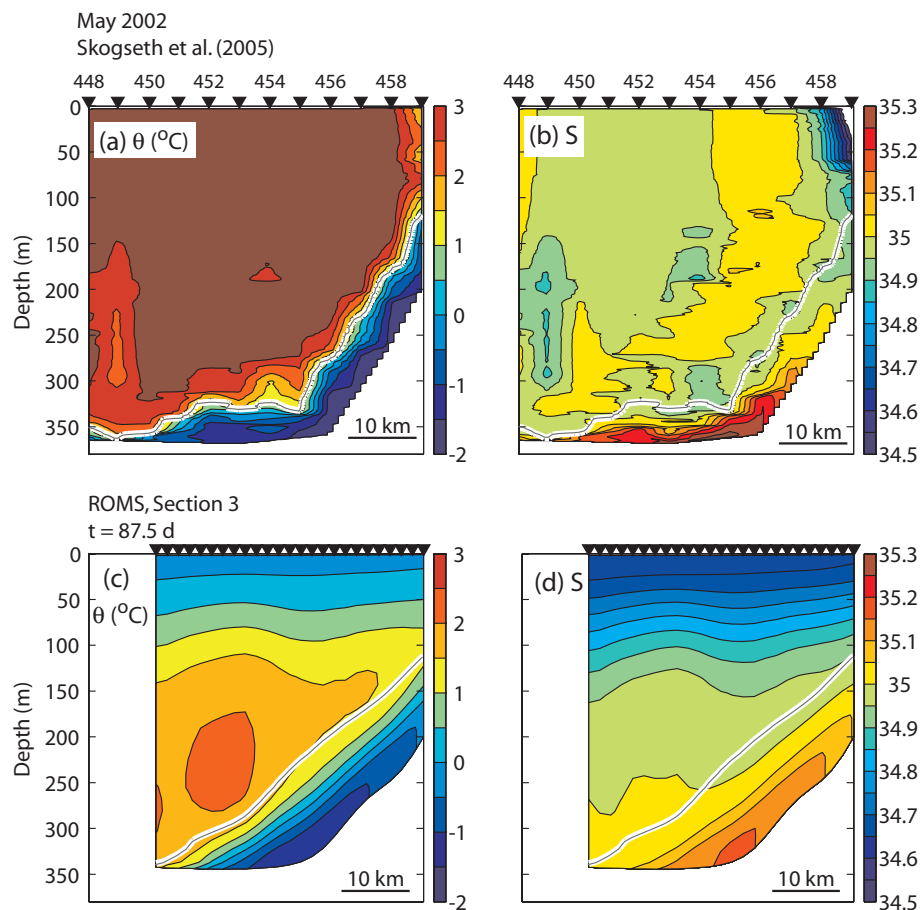 May 2002
Skogseth et al. (2005)
448 450 452 454 456 458
448 450 452 454 456 458
(a) θ (°C)
(b) S
0
50
100
150
200
250
300
350
Depth (m)
10 km
3
2
1
0
-1
-2
10 km
35.3
35.2
35.1
35
34.9
34.8
34.7
34.6
34.5
ROMS, Section 3
t = 87.5 d
(c)
θ (°C)
(d) S
0
50
100
150
200
250
300
350
Depth (m)
10 km
3
2
1
0
-1
-2
10 km
35.3
35.2
35.1
35
34.9
34.8
34.7
34.6
34.5